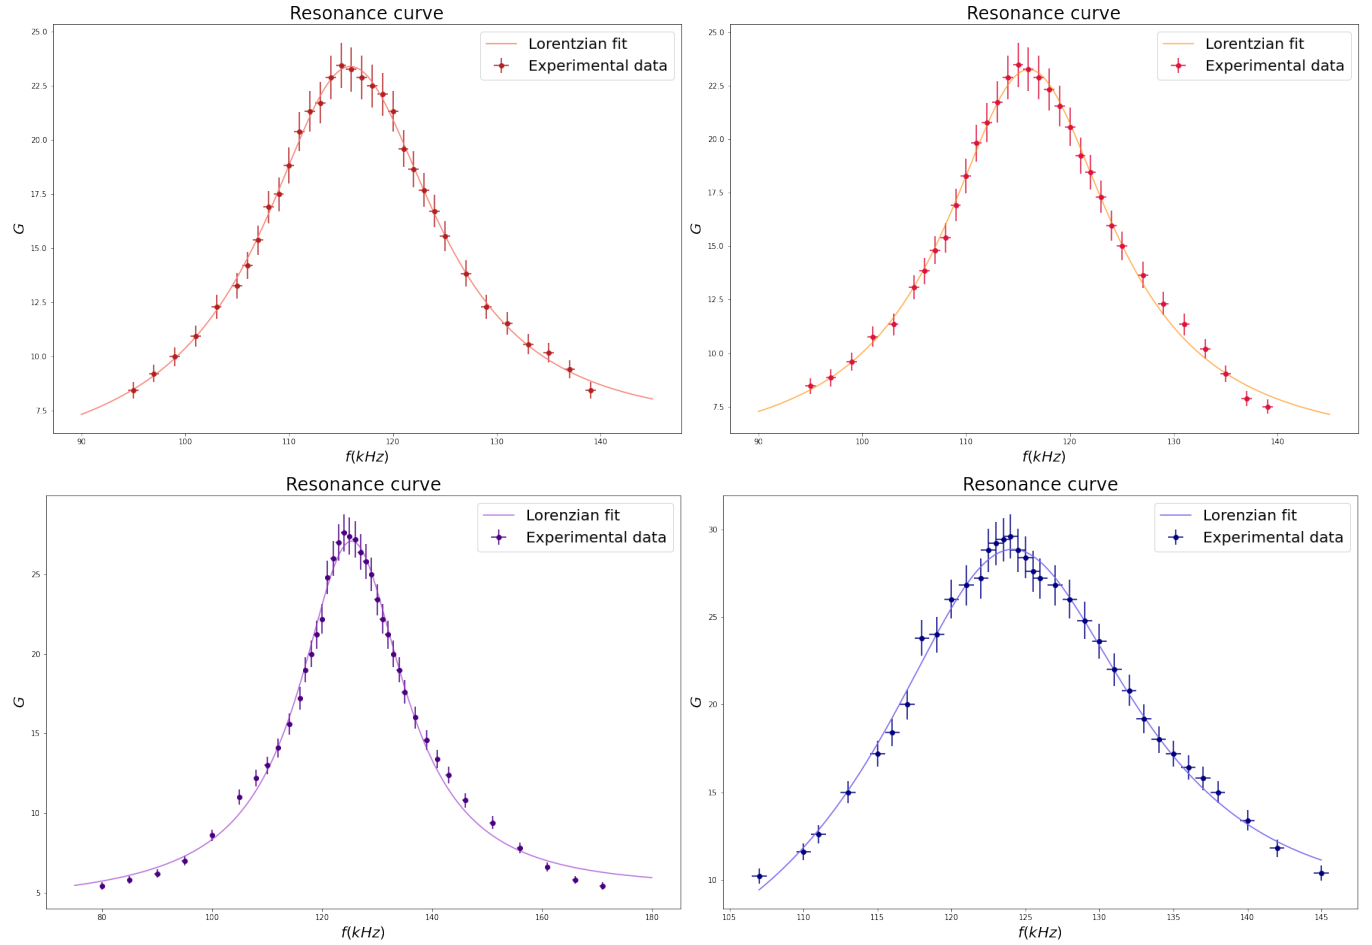 Resonance curve
Lorentzian fit
Experimental data
25.0
22.5
20.0
17.5
15.0
12.5
10.0
7.5
G
90 100 110 120 130 140
f(kHz)
Resonance curve
Lorentzian fit
Experimental data
25.0
22.5
20.0
17.5
15.0
12.5
10.0
7.5
G
90 100 110 120 130 140
f(kHz)
Resonance curve
Lorenzian fit
Experimental data
25
20
15
10
5
G
80 100 120 140 160 180
f(kHz)
Resonance curve
Lorenzian fit
Experimental data
30
25
20
15
10
G
105 110 115 120 125 130 135 140 145
f(kHz)